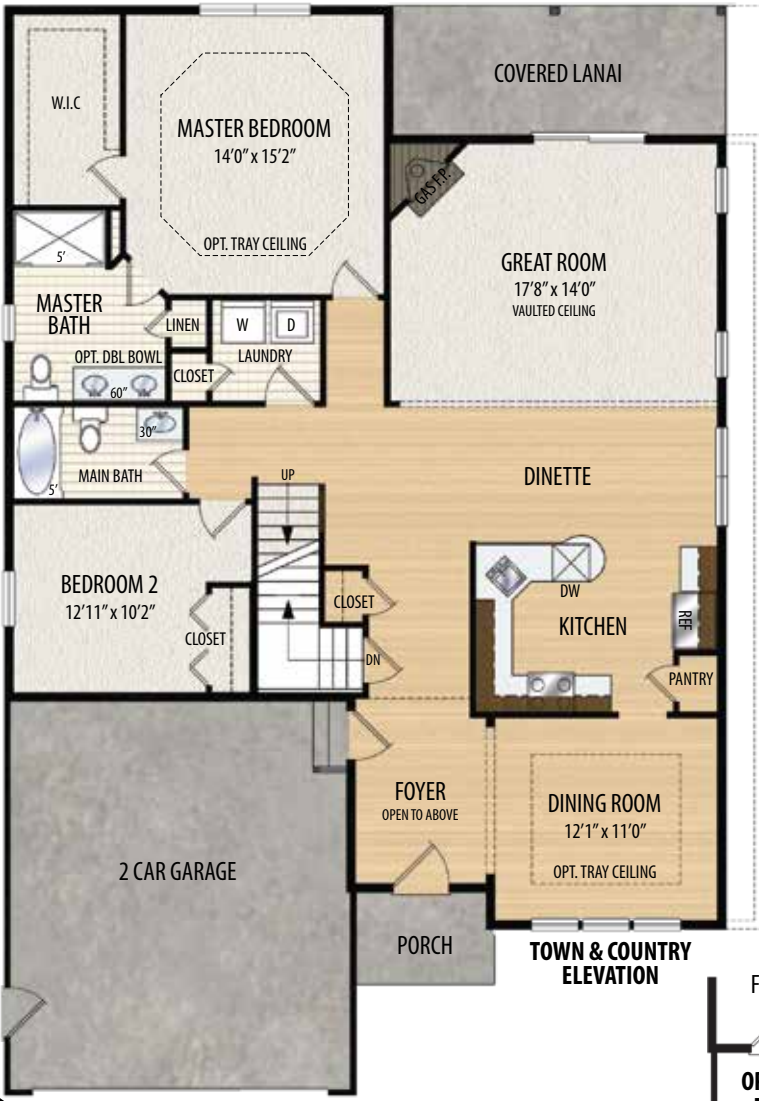 COVERED LANAI
W.I.C
MASTER BEDROOM
14'0" x 15'2"
OPT. TRAY CEILING
GAS F.P.
GREAT ROOM
17'8" x 14'0"
VAULTED CEILING
5'
MASTER
BATH
LINEN
W
D
OPT. DBL BOWL
CLOSET
LAUNDRY
60"
30"
MAIN BATH
5'
UP
DINETTE
BEDROOM 2
12'11" x 10'2"
CLOSET
CLOSET
DN
DW
KITCHEN
REF
PANTRY
FOYER
OPEN TO ABOVE
DINING ROOM
12'1" x 11'0"
OPT. TRAY CEILING
2 CAR GARAGE
PORCH
TOWN & COUNTRY
ELEVATION
F